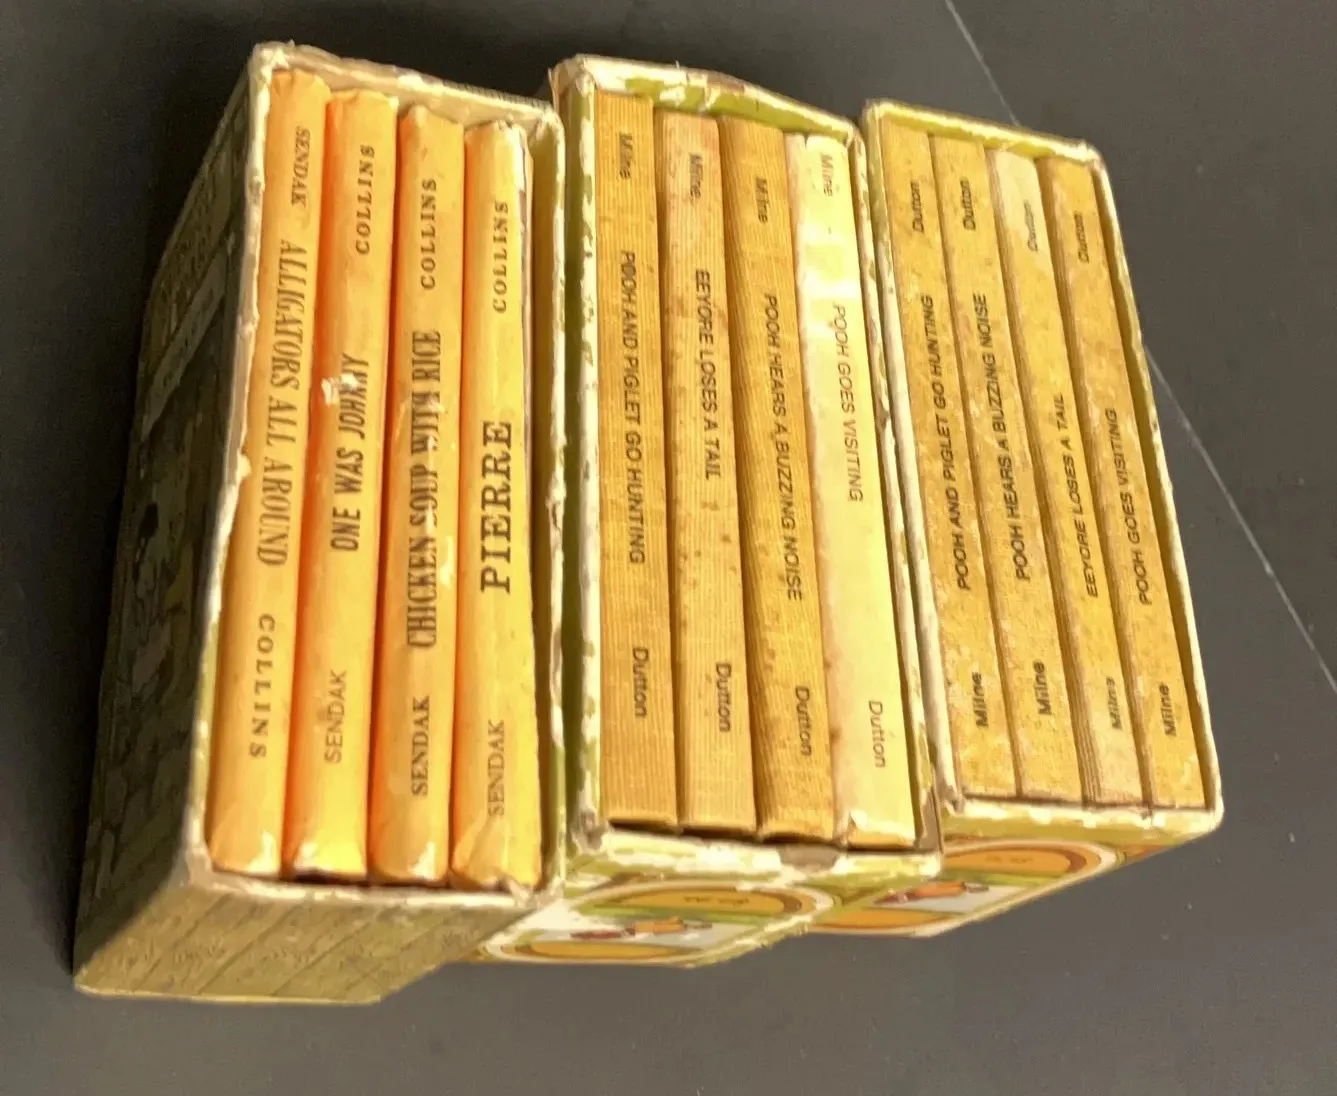 SENDAK ALLIGATORS ALL AROUND COLLINS
SENDAK ONE WAS JOHNNY COLLINS
SENDAK CHICKEN SOUP WITH RICE COLLINS
SENDAK PIERRE COLLINS
Milne POOH AND PIGLET GO HUNTING Dutton
Milne EEYORE LOSES A TAIL Dutton
Milne POOH HEARS A BUZZING NOISE Dutton
Milne POOH GOES VISITING Dutton
Milne POOH AND PIGLET GO HUNTING Dutton
Milne POOH HEARS A BUZZING NOISE Dutton
Milne EEYORE LOSES A TAIL Dutton
Milne POOH GOES VISITING Dutton